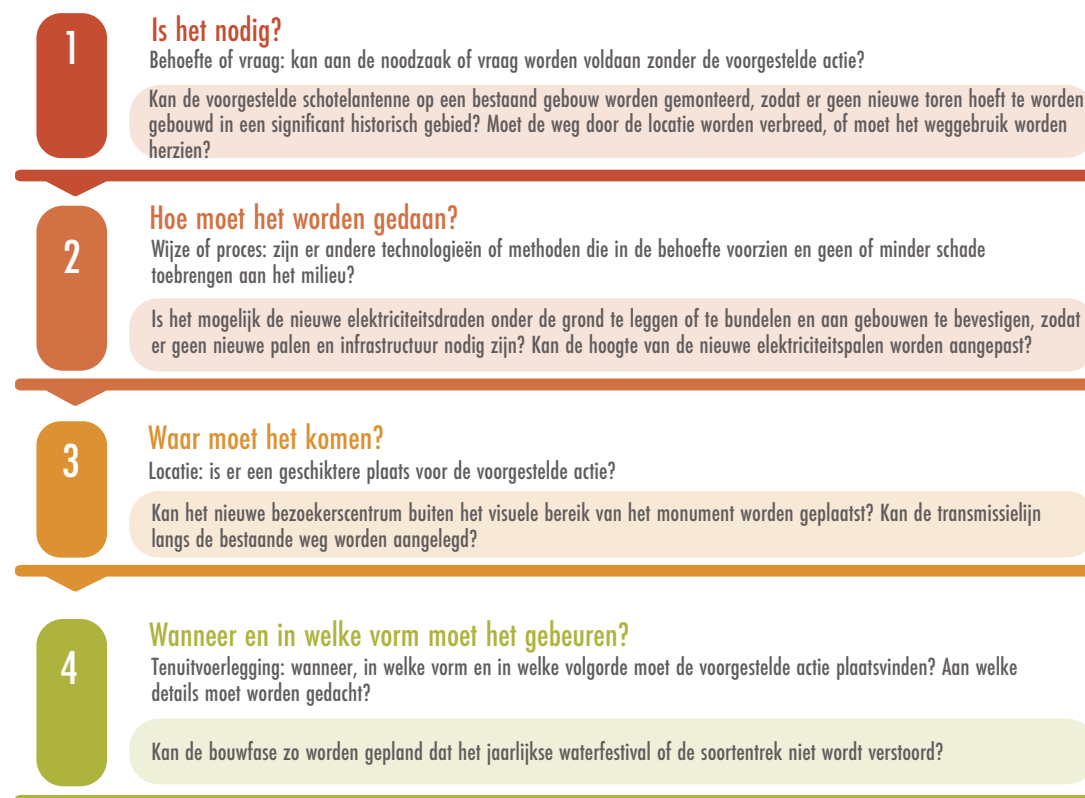 1
Is het nodig?
Behoefte of vraag: kan aan de noodzaak of vraag worden voldaan zonder de voorgestelde actie?
Kan de voorgestelde schotelantenne op een bestaand gebouw worden gemonteerd, zodat er geen nieuwe toren hoeft te worden
gebouwd in een significant historisch gebied? Moet de weg door de locatie worden verbreed, of moet het weggebruik worden
herzien?
2
Hoe moet het worden gedaan?
Wijze of proces: zijn er andere technologieën of methoden die in de behoefte voorzien en geen of minder schade
toebrengen aan het milieu?
Is het mogelijk de nieuwe elektriciteitsdraden onder de grond te leggen of te bundelen en aan gebouwen te bevestigen, zodat
er geen nieuwe palen en infrastructuur nodig zijn? Kan de hoogte van de nieuwe elektriciteitspalen worden aangepast?
3
Waar moet het komen?
Locatie: is er een geschiktere plaats voor de voorgestelde actie?
Kan het nieuwe bezoekerscentrum buiten het visuele bereik van het monument worden geplaatst? Kan de transmissielijn
langs de bestaande weg worden aangelegd?
4
Wanneer en in welke vorm moet het gebeuren?
Tenuitvoerlegging: wanneer, in welke vorm en in welke volgorde moet de voorgestelde actie plaatsvinden? Aan welke
details moet worden gedacht?
Kan de bouwfase zo worden gepland dat het jaarlijkse waterfestival of de soortentrek niet wordt verstoord?